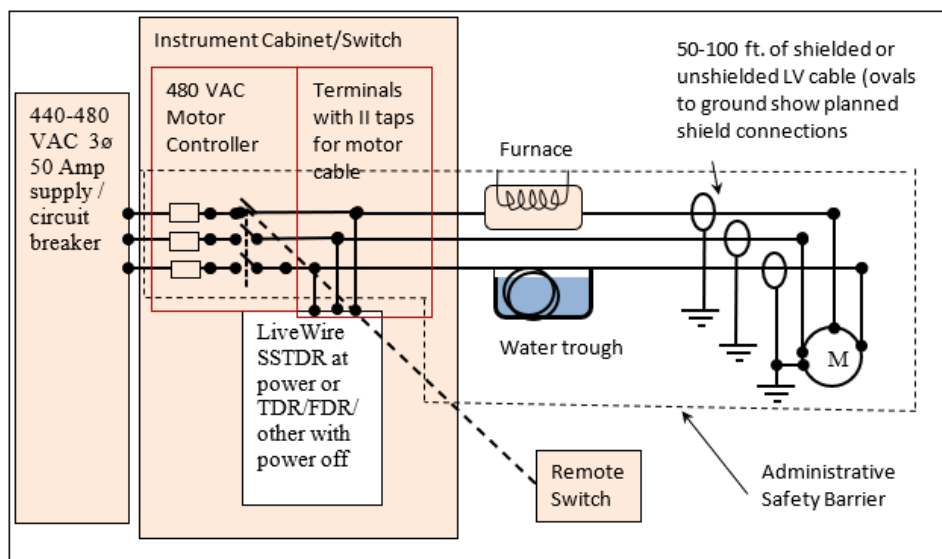 Instrument Cabinet/Switch
440-480
VAC 3ø
50 Amp
supply /
circuit
breaker
480 VAC
Motor
Controller
Terminals
with II taps
for motor
cable
50-100 ft. of shielded or
unshielded LV cable (ovals
to ground show planned
shield connections
Furnace
Water trough
M
LiveWire
SSTDR at
power or
TDR/FDR/
other with
power off
Remote
Switch
Administrative
Safety Barrier